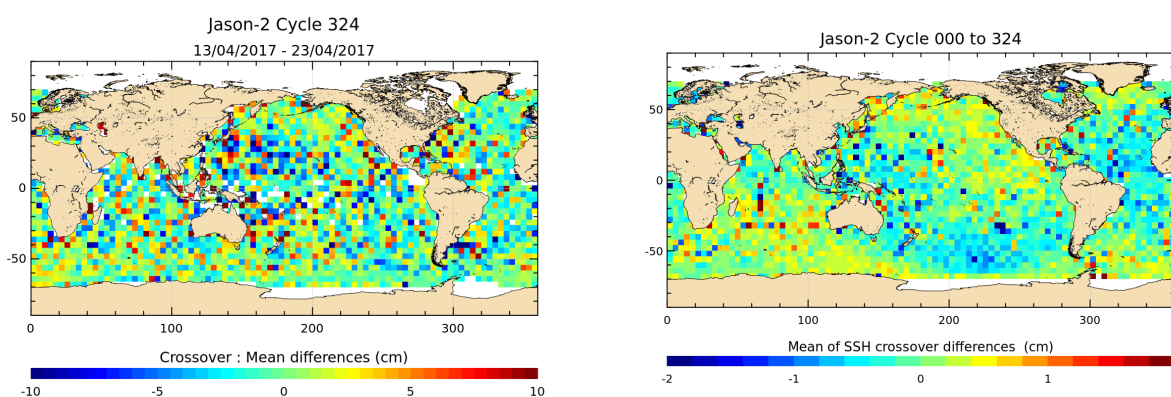 Jason-2 Cycle 324
13/04/2017 - 23/04/2017
50
0
-50
0 100 200 300
Crossover : Mean differences (cm)
-10 -5 0 5 10
Jason-2 Cycle 000 to 324
50
0
-50
0 100 200 300
Mean of SSH crossover differences (cm)
-2 -1 0 1